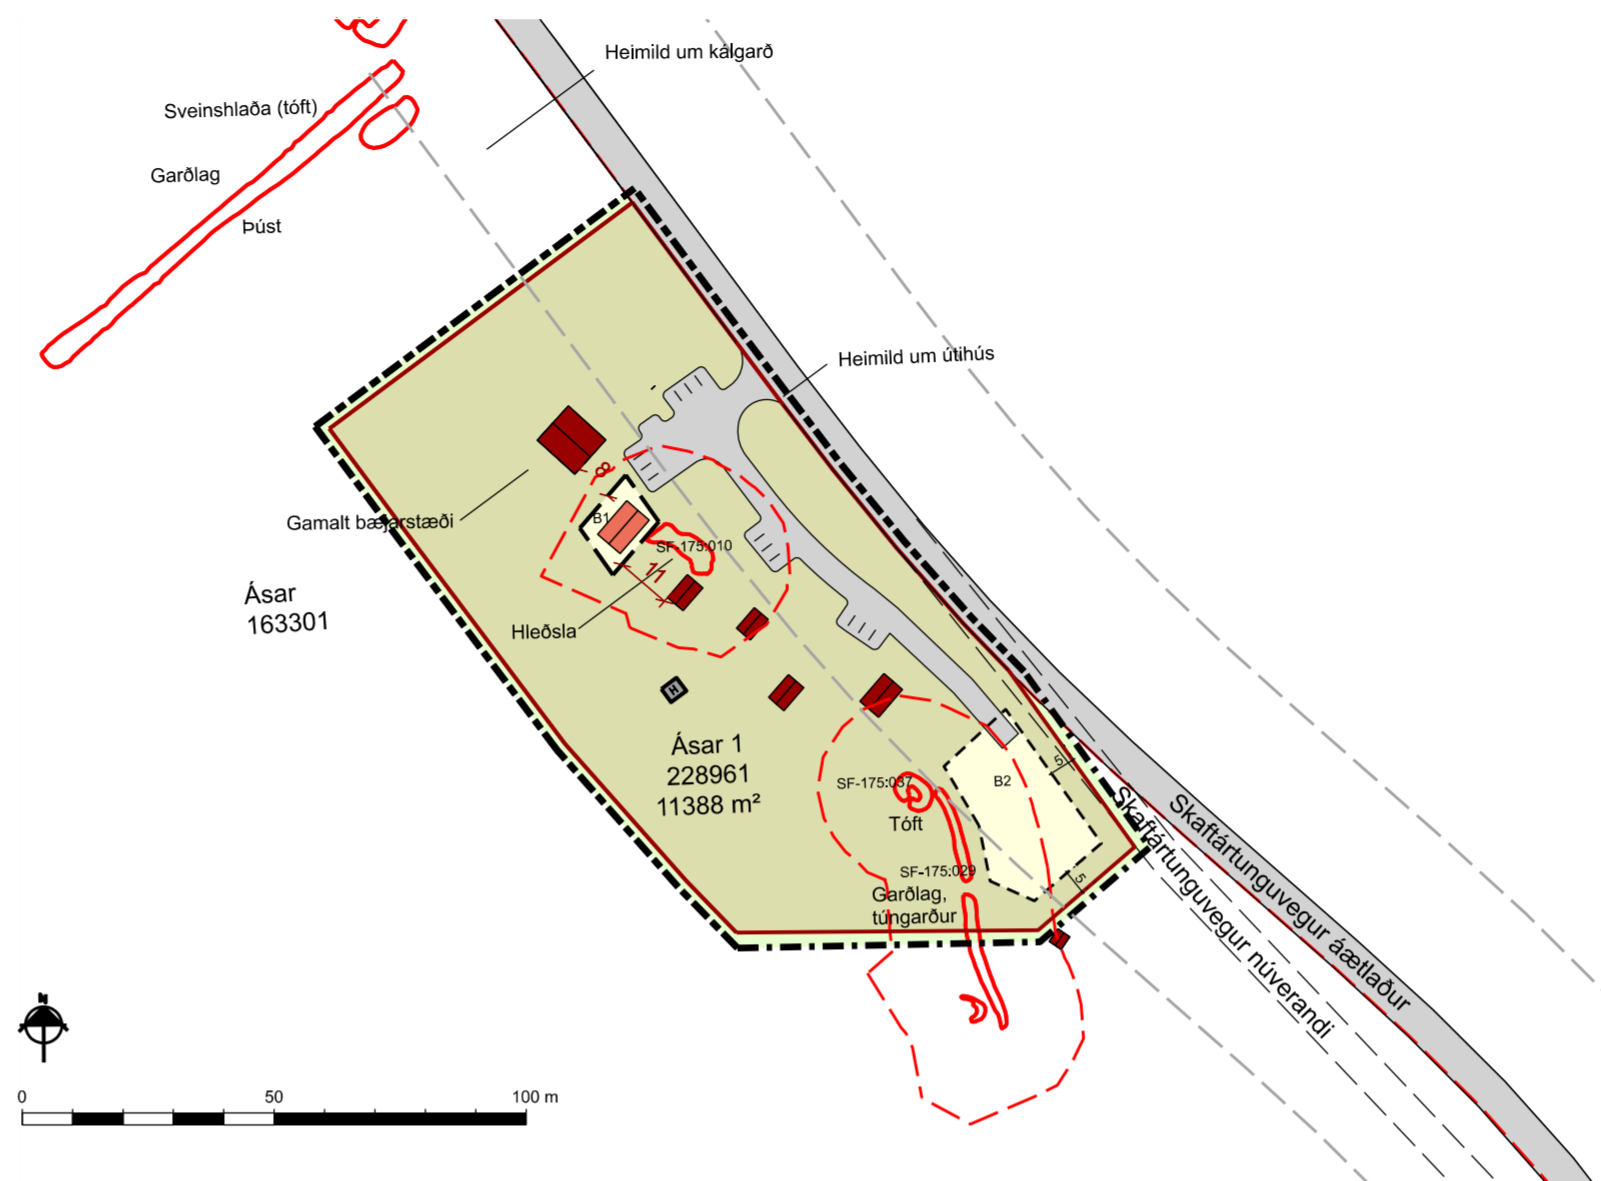 Heimild um kálgarð
Sveinshlaða (tóft)
Garðlag
Þúst
Heimild um útihús
8
Gamalt bæjarstæði
B1
SF-175:010
11
Ásar
163301
Hleðsla
H
Ásar 1
228961
11388 m²
SF-175:037
Tóft
B2
5
SF-175:029
Garðlag,
túngarður
5
Skaftártunguvegur áætlaður
Skaftártunguvegur núverandi
N
0 50 100 m